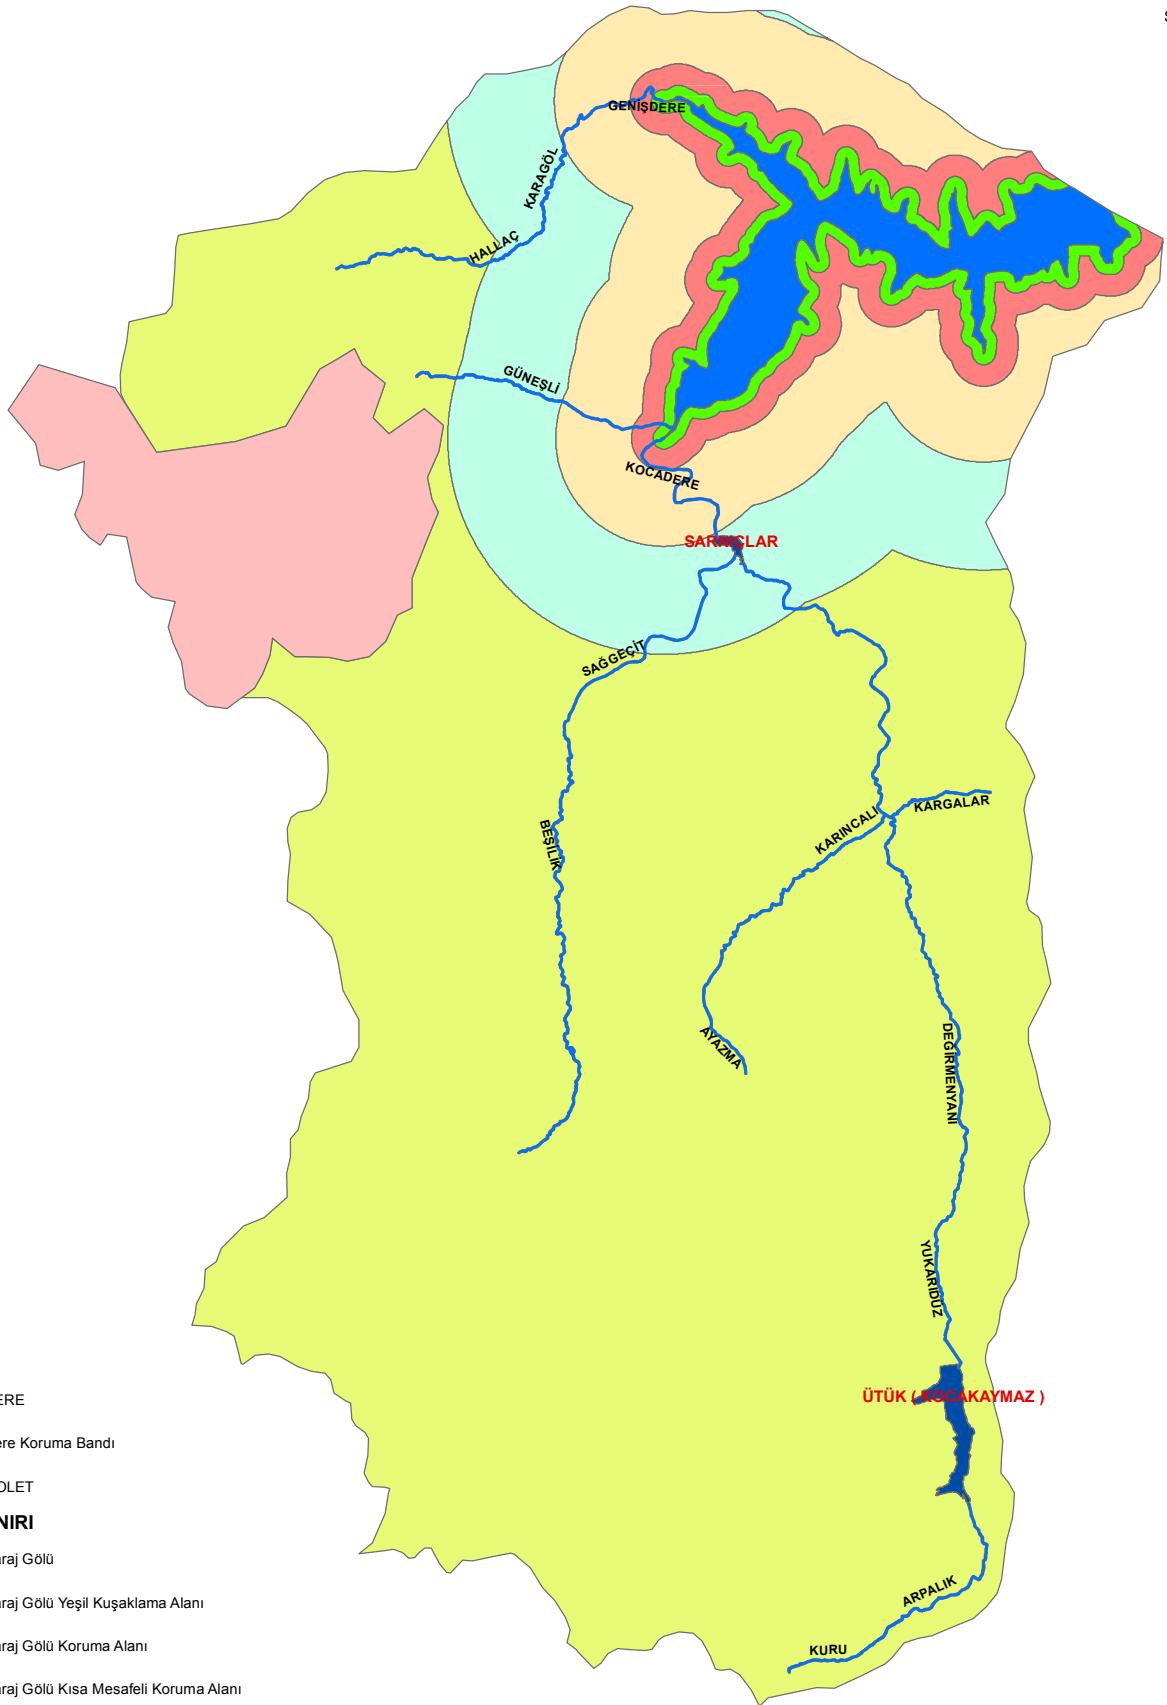 S
GENİŞDERE
KARAGÖL
HALLAÇ
GÜNEŞLİ
KOCADERE
SARNIÇLAR
SAĞGEÇİT
KARGALAR
KARINCALI
BEŞİLİK
AYAZMA
DEĞİRMENYANI
YUKARIDÜZ
ÜTÜK ( KOCAKAYMAZ )
ERE
ere Koruma Bandı
OLET
NIRI
araj Gölü
araj Gölü Yeşil Kuşaklama Alanı
ARPALIK
araj Gölü Koruma Alanı
KURU
araj Gölü Kısa Mesafeli Koruma Alanı